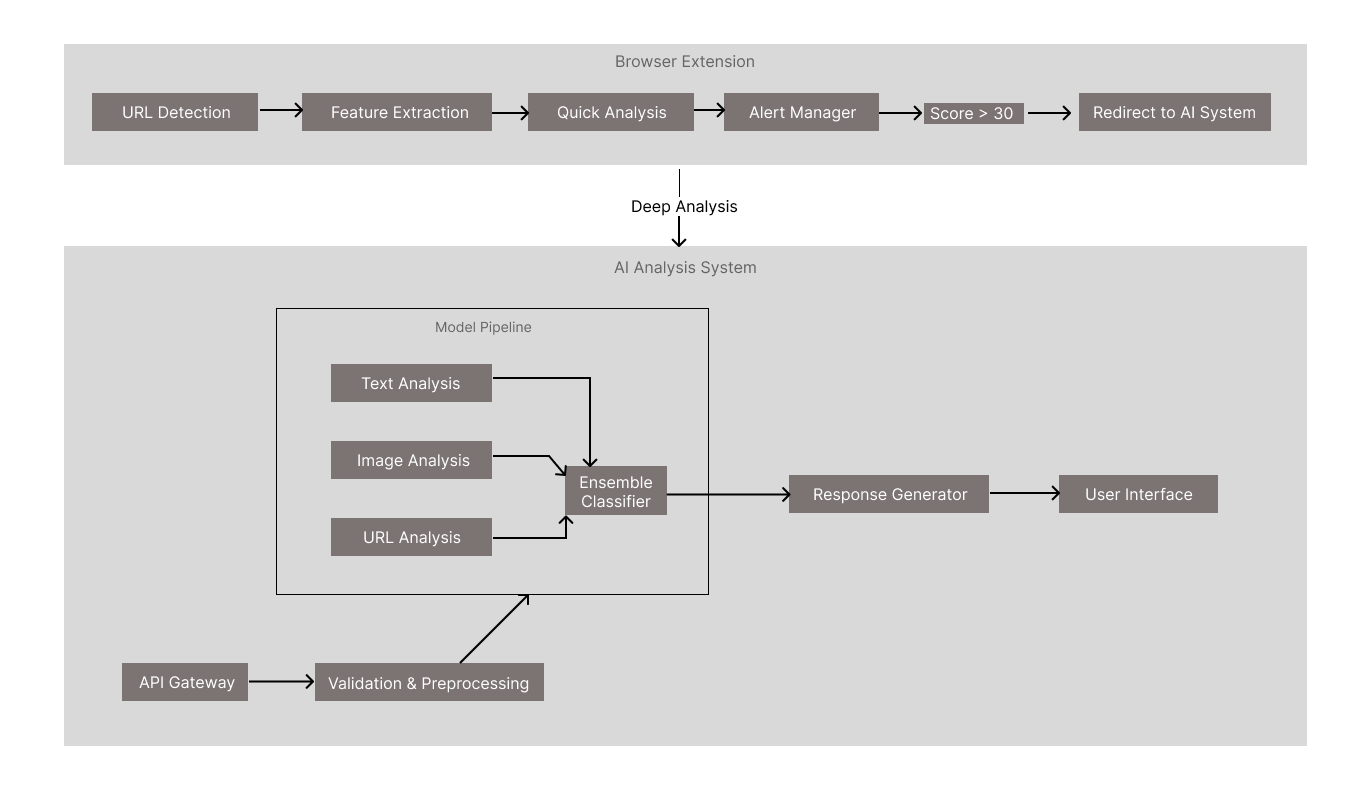 Browser Extension
URL Detection
Feature Extraction
Quick Analysis
Alert Manager
Score > 30
Redirect to AI System
Deep Analysis
AI Analysis System
Model Pipeline
Text Analysis
Image Analysis
Ensemble
Classifier
URL Analysis
Response Generator
User Interface
API Gateway
Validation & Preprocessing